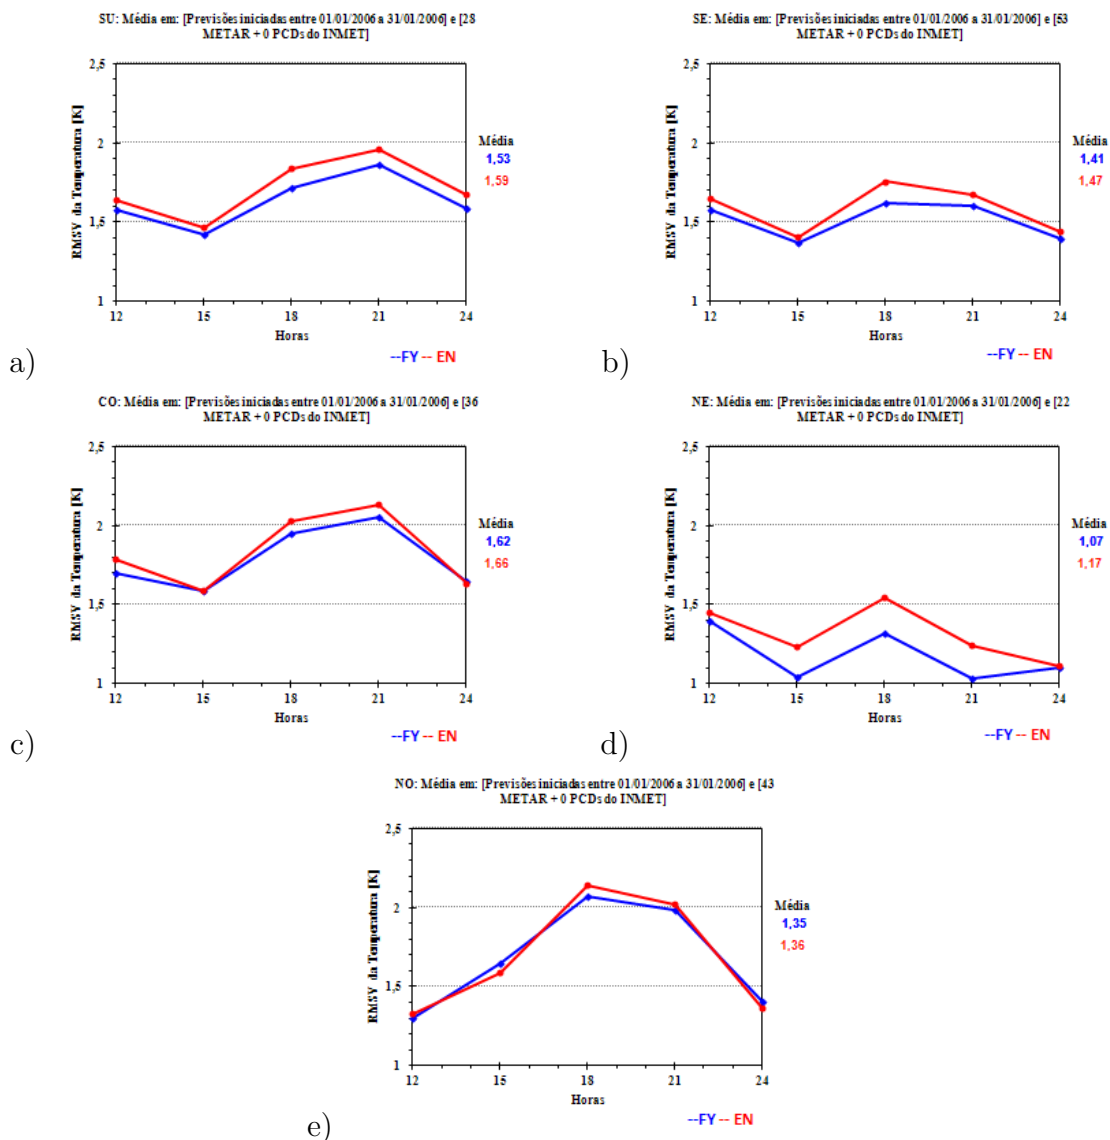 SU: Média em: [Previsões iniciadas entre 01/01/2006 a 31/01/2006] e [28
METAR + 0 PCDs do INMET]
RMSV da Temperatura [K]
2,5
2
1,5
1
12 15 18 21 24
Horas
Média
1,53
1,59
--FY -- EN
a)
SE: Média em: [Previsões iniciadas entre 01/01/2006 a 31/01/2006] e [53
METAR + 0 PCDs do INMET]
RMSV da Temperatura [K]
2,5
2
1,5
1
12 15 18 21 24
Horas
Média
1,41
1,47
--FY -- EN
b)
CO: Média em: [Previsões iniciadas entre 01/01/2006 a 31/01/2006] e [36
METAR + 0 PCDs do INMET]
RMSV da Temperatura [K]
2,5
2
1,5
1
12 15 18 21 24
Horas
Média
1,62
1,66
--FY -- EN
c)
NE: Média em: [Previsões iniciadas entre 01/01/2006 a 31/01/2006] e [22
METAR + 0 PCDs do INMET]
RMSV da Temperatura [K]
2,5
2
1,5
1
12 15 18 21 24
Horas
Média
1,07
1,17
--FY -- EN
d)
NO: Média em: [Previsões iniciadas entre 01/01/2006 a 31/01/2006] e [43
METAR + 0 PCDs do INMET]
RMSV da Temperatura [K]
2,5
2
1,5
1
12 15 18 21 24
Horas
Média
1,35
1,36
--FY -- EN
e)